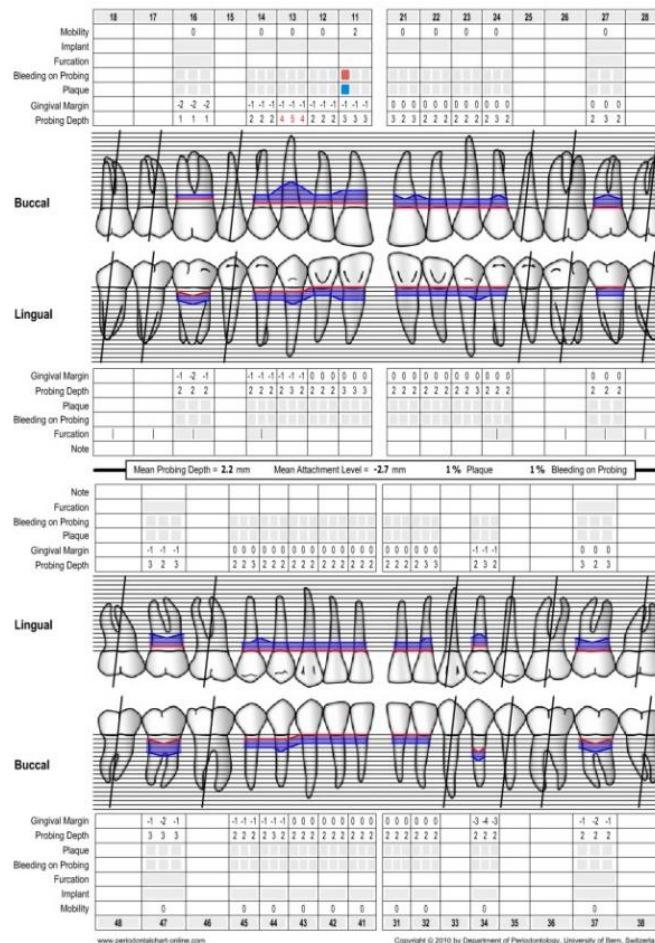 18 17 16 15 14 13 12 11 21 22 23 24 25 26 27 28
Mobility 0 0 0 0 2 0 0 0 0 0
Implant
Furcation
Bleeding on Probing
Plaque
Gingival Margin -2 -2 -2 -1 -1 -1 -1 -1 -1 -1 -1 -1 -1 -1 -1 0 0 0 0 0 0 0 0 0 0 0 0 0 0 0
Probing Depth 1 1 1 2 2 2 4 5 4 2 2 2 3 3 3 3 2 3 2 2 2 2 2 2 2 3 2 2 3 2
Buccal
Lingual
Gingival Margin -1 -2 -1 -1 -1 -1 -1 -1 -1 0 0 0 0 0 0 0 0 0 0 0 0 0 0 0 0 0 0 0 0 0
Probing Depth 2 2 2 2 2 2 2 3 2 2 2 2 3 3 3 2 2 2 2 2 2 2 2 3 2 2 2 2 2 2
Plaque
Bleeding on Probing
Furcation
Note
Mean Probing Depth = 2.2 mm Mean Attachment Level = -2.7 mm 1 % Plaque 1 % Bleeding on Probing
Note
Furcation
Bleeding on Probing
Plaque
Gingival Margin -1 -1 -1 0 0 0 0 0 0 0 0 0 0 0 0 0 0 0 0 0 0 0 0 0 -1 -1 -1 0 0 0
Probing Depth 3 2 3 2 2 3 2 2 2 2 2 2 2 2 2 2 2 2 2 2 2 2 3 3 2 3 2 3 2 3
Lingual
Buccal
Gingival Margin -1 -2 -1 -1 -1 -1 -1 -1 -1 0 0 0 0 0 0 0 0 0 0 0 0 0 0 0 -3 -4 -3 -1 -2 -1
Probing Depth 3 3 3 2 2 2 2 3 2 2 2 2 2 2 2 2 2 2 2 2 2 2 2 2 2 2 2 2 2 2
Plaque
Bleeding on Probing
Furcation
Implant
Mobility 0 0 0 0 0 0 0 0 0 0
48 47 46 45 44 43 42 41 31 32 33 34 35 36 37 38
www.periodontalchart-online.com Copyright © 2010 by Department of Periodontology, University of Bern, Switzerland